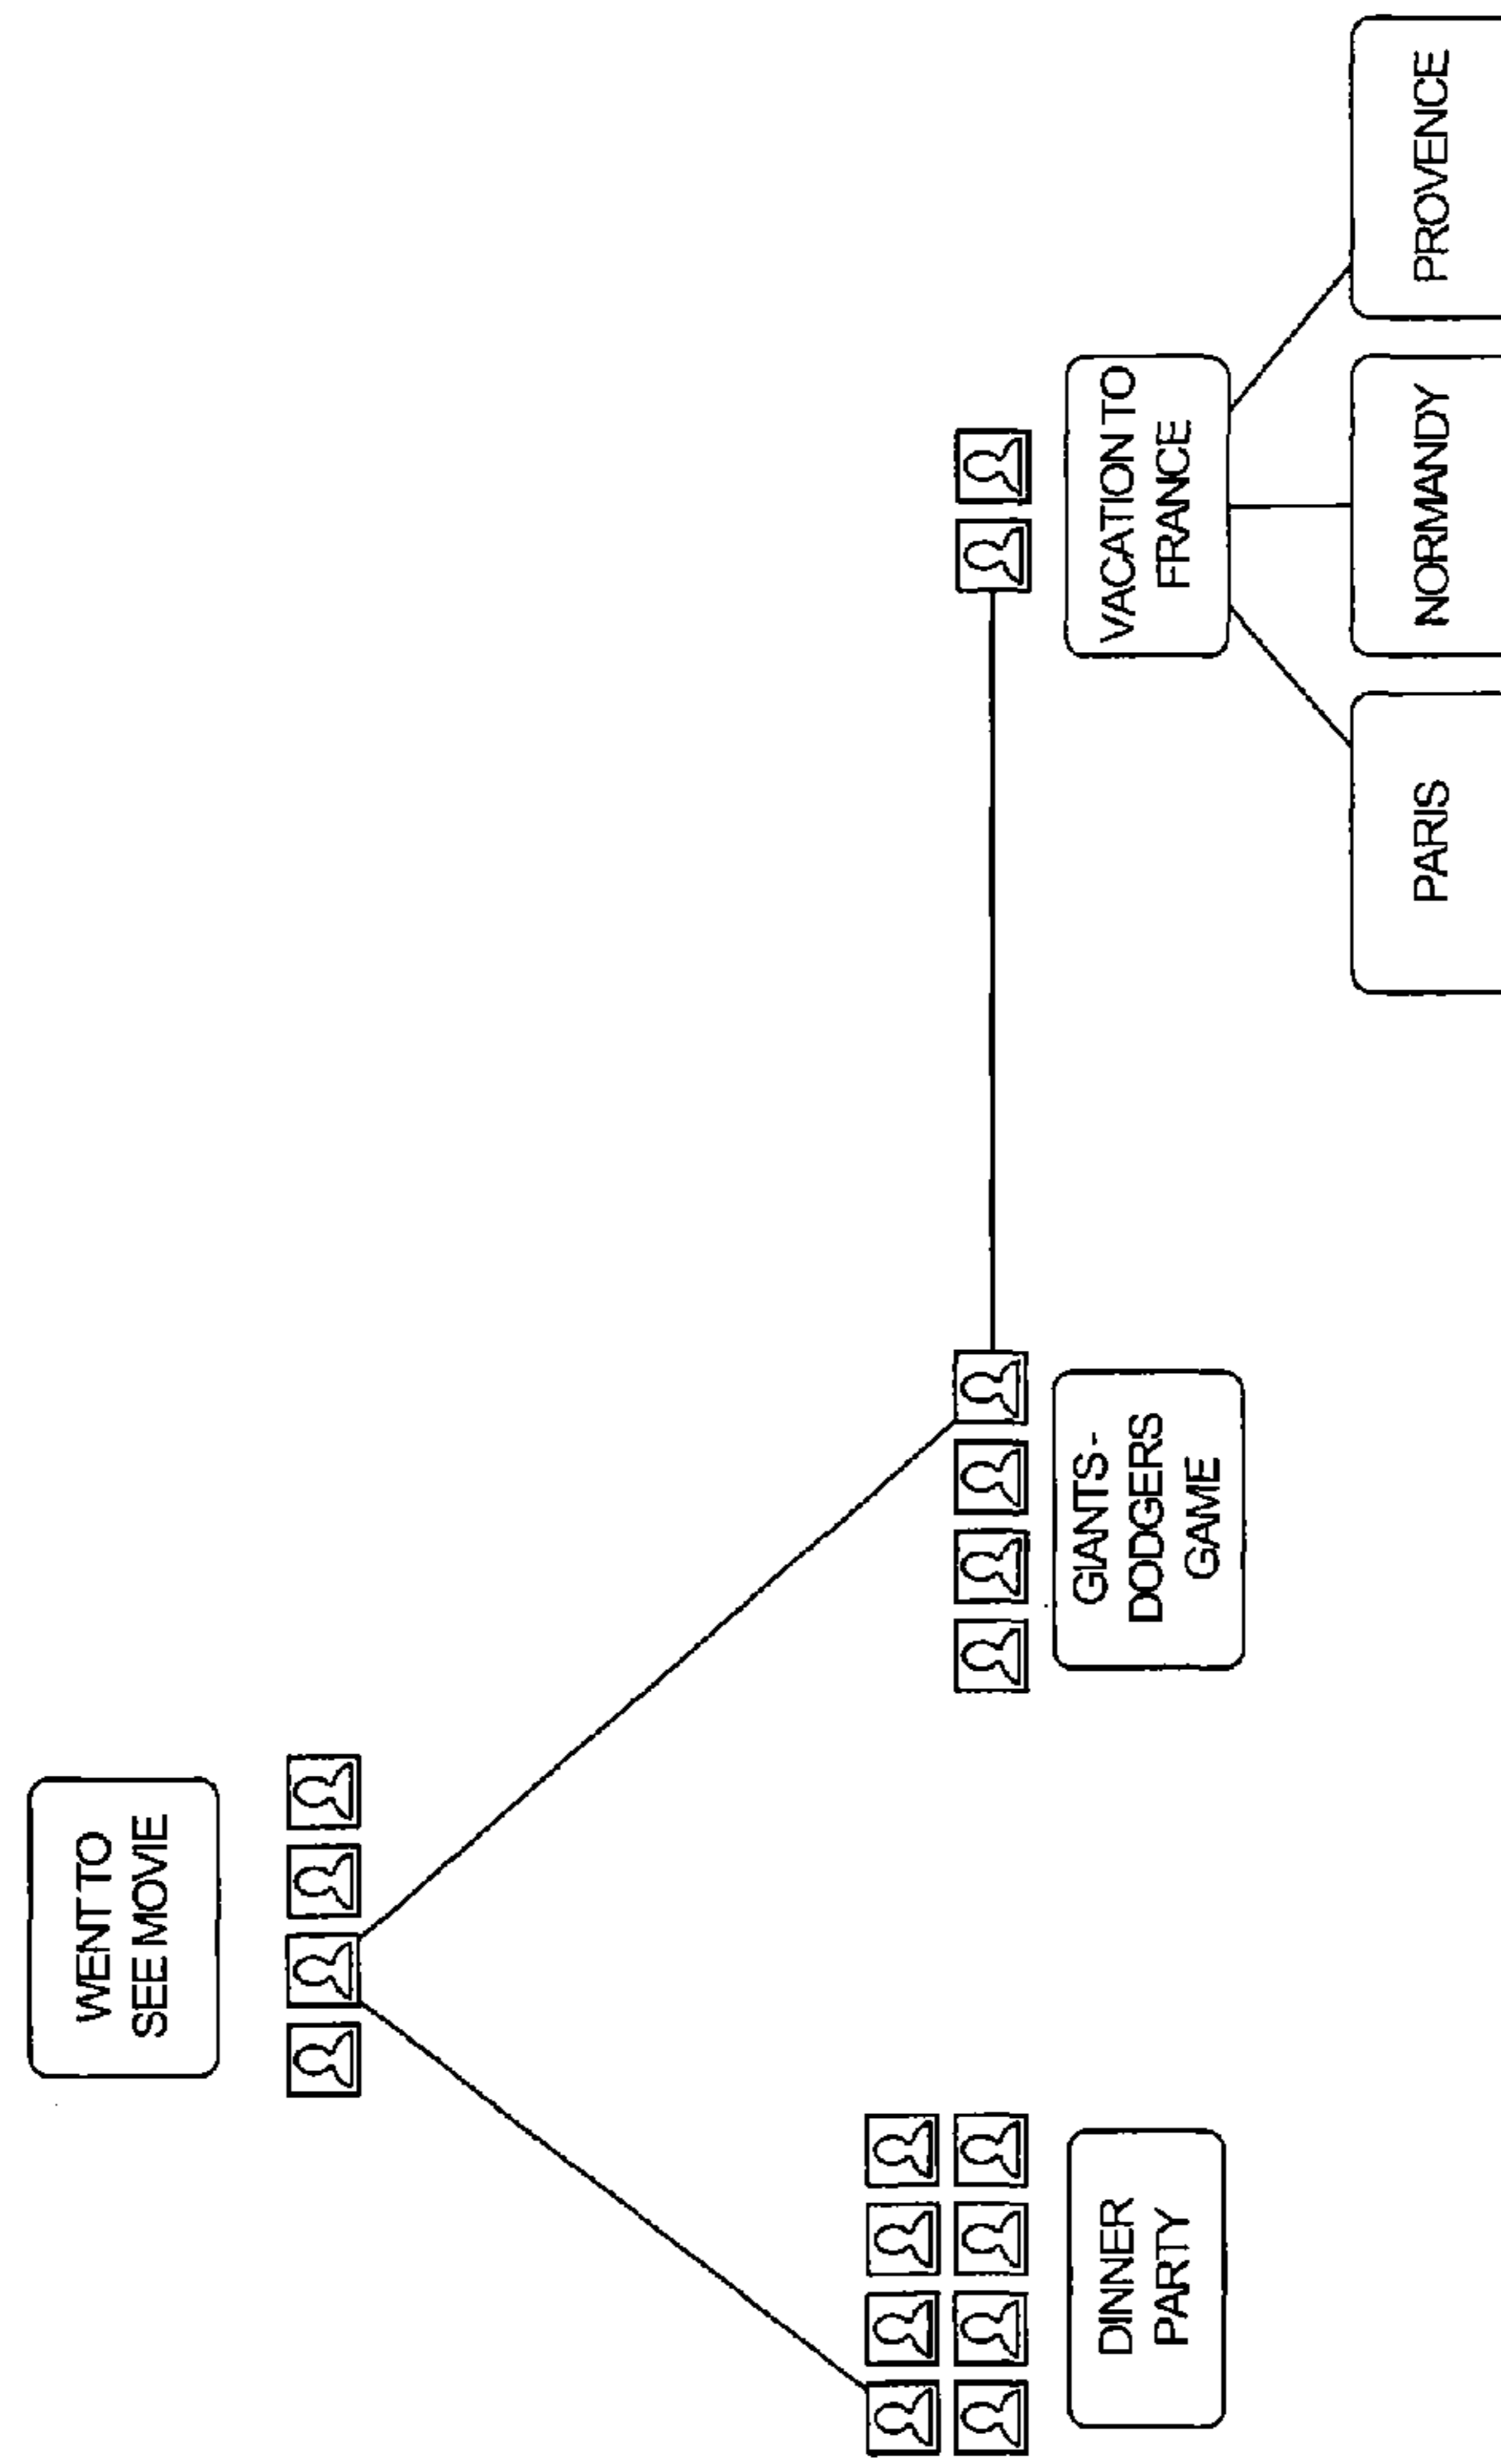 WENT TO
SEE MOVIE
DINNER
PARTY
GIANTS-
DODGERS
GAME
VACATION TO
FRANCE
PARIS
NORMANDY
PROVENCE